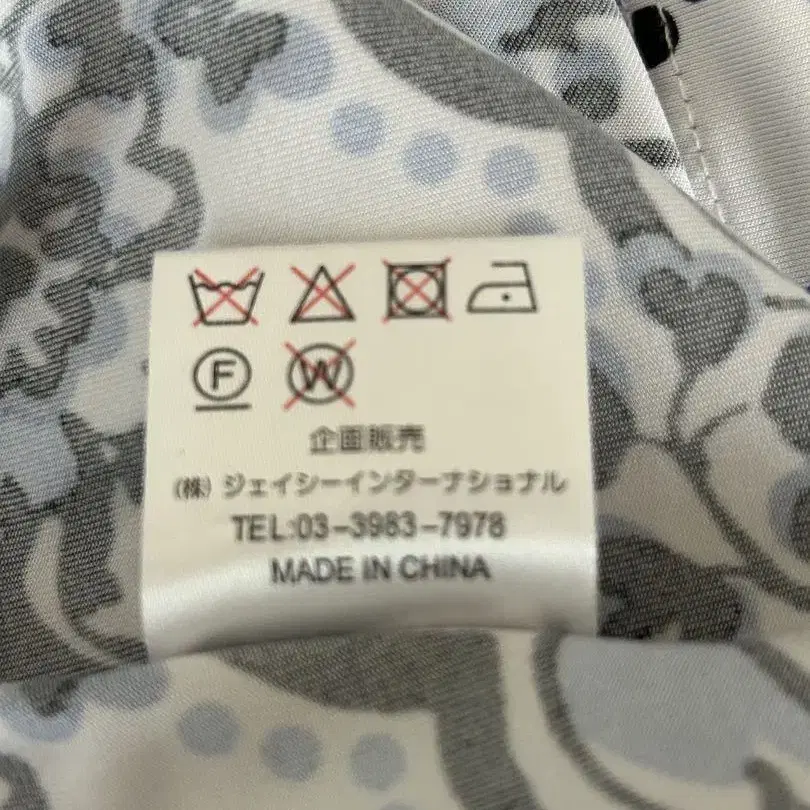 F W
企画販売
(株) ジェイシーインターナショナル
TEL:03-3983-7978
MADE IN CHINA